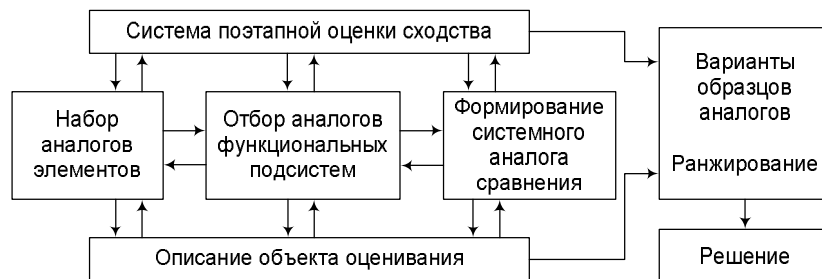 Система поэтапной оценки сходства
Набор
аналогов
элементов
Отбор аналогов
функциональных
подсистем
Формирование
системного
аналога
сравнения
Описание объекта оценивания
Варианты
образцов
аналогов
Ранжирование
Решение